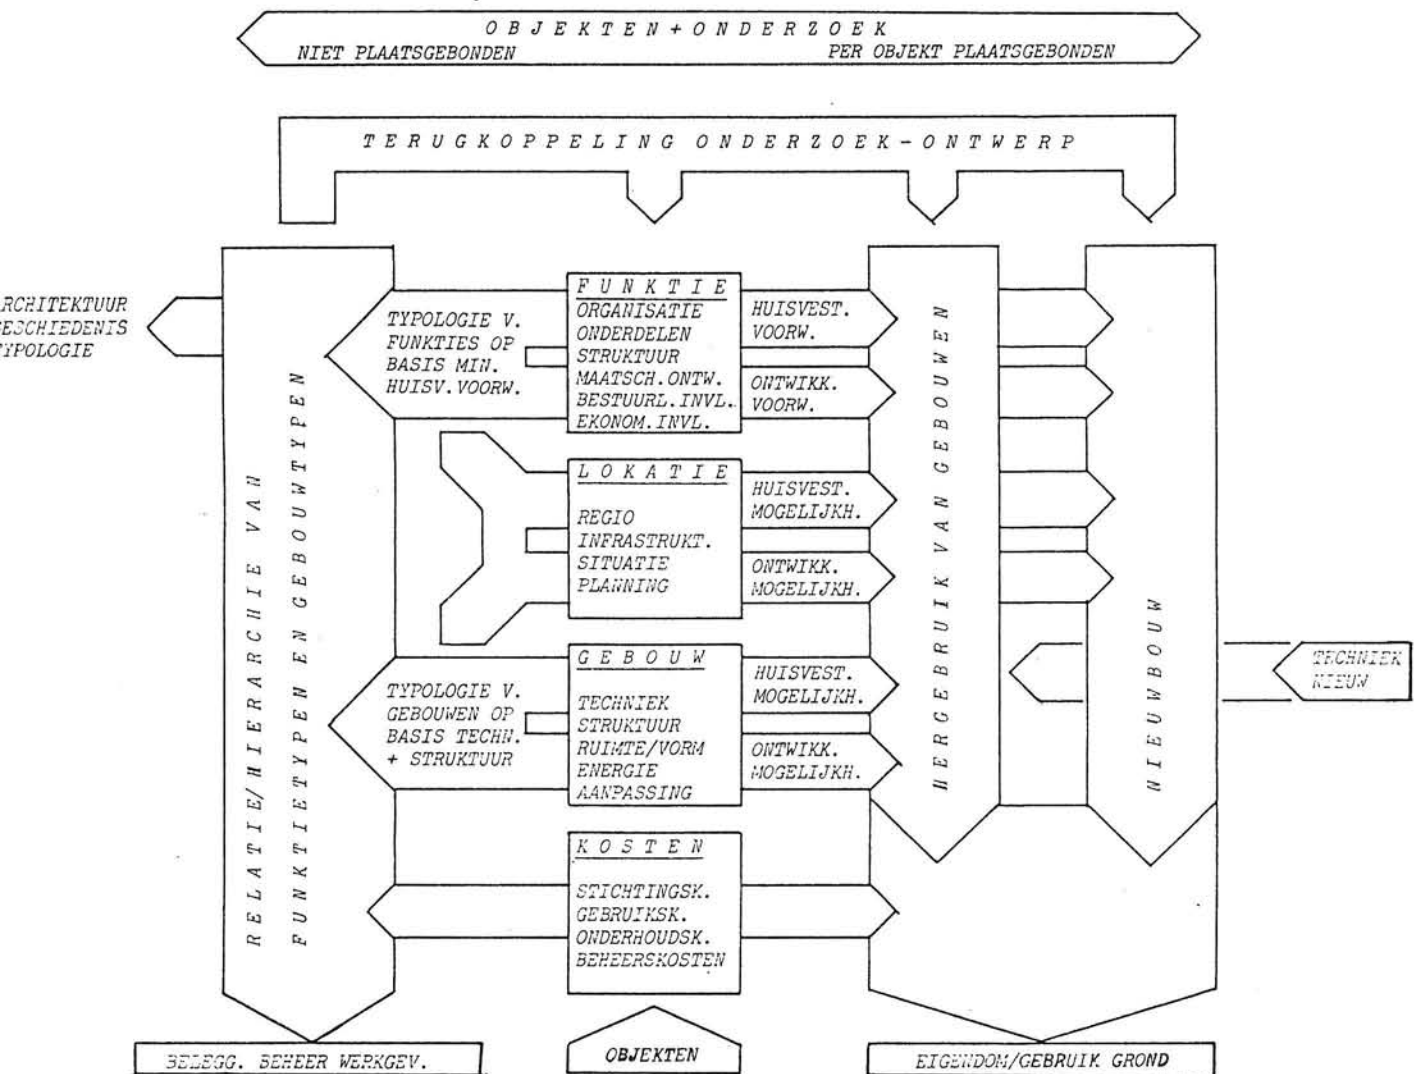 OBJEKTEN+ONDERZOEK
NIET PLAATSGEBONDEN
PER OBJEKT PLAATSGEBONDEN
TERUGKOPPELING ONDERZOEK-ONTWERP
RCHITEKTUUR
ESCHIEDENIS
YPOLOGIE
RELATIE/HIERARCHIE VAN
FUNKTIETYPEN EN GEBOUWTYPEN
TYPOLOGIE V.
FUNKTIES OP
BASIS MIN.
HUISV.VOORW.
FUNKTIE
ORGANISATIE
ONDERDELEN
STRUKTUUR
MAATSCH.ONTW.
BESTUURL.INVL.
EKONOM.INVL.
HUISVEST.
VOORW.
ONTWIKK.
VOORW.
LOKATIE
REGIO
INFRASTRUKT.
SITUATIE
PLANNING
HUISVEST.
MOGELIJKH.
ONTWIKK.
MOGELIJKH.
TYPOLOGIE V.
GEBOUWEN OP
BASIS TECHN.
+ STRUKTUUR
GEBOUW
TECHNIEK
STRUKTUUR
RUIMTE/VORM
ENERGIE
AANPASSING
HUISVEST.
MOGELIJKH.
ONTWIKK.
MOGELIJKH.
KOSTEN
STICHTINGSK.
GEBRUIKSK.
ONDERHOUDSK.
BEHEERSKOSTEN
HERGEBRUIK VAN GEBOUWEN
NIEUWBOUW
TECHNIEK
NIEUW
BELEGG. BEHEER WERKGEV.
OBJEKTEN
EIGENDOM/GEBRUIK GROND